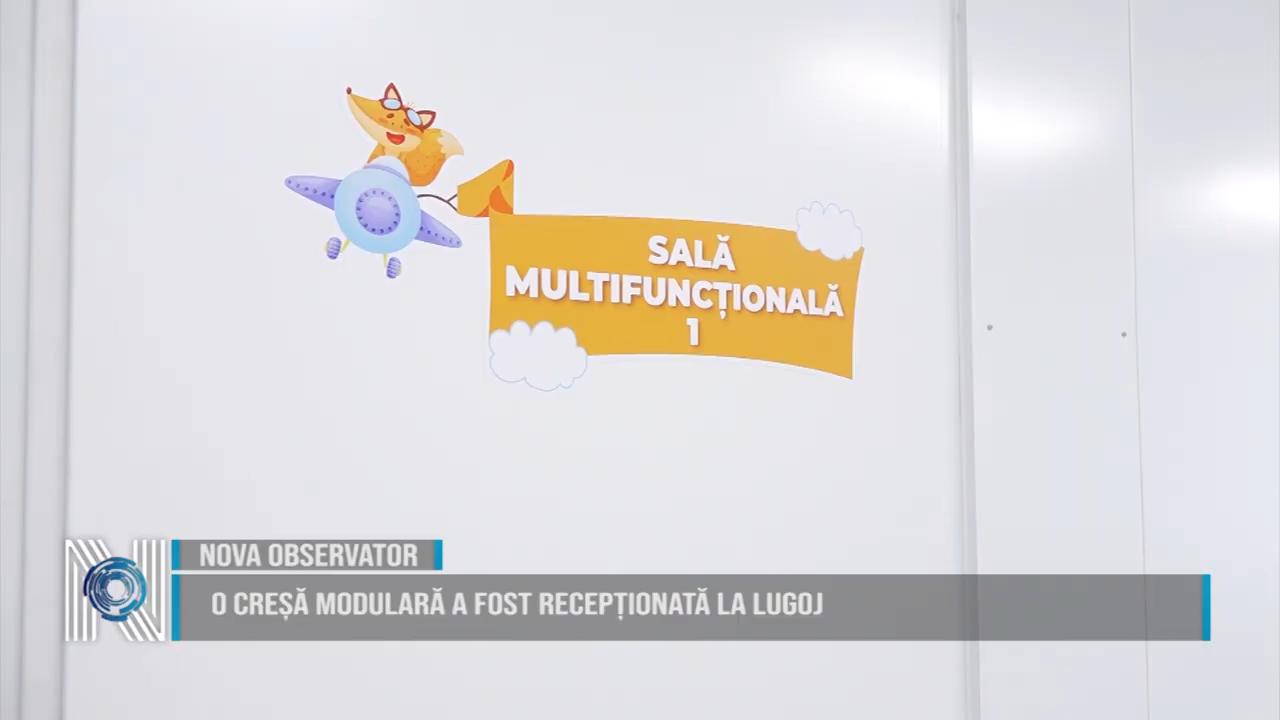 SALĂ
MULTIFUNCȚIONALĂ
1
NOVA OBSERVATOR
O CREȘĂ MODULARĂ A FOST RECEPȚIONATĂ LA LUGOJ